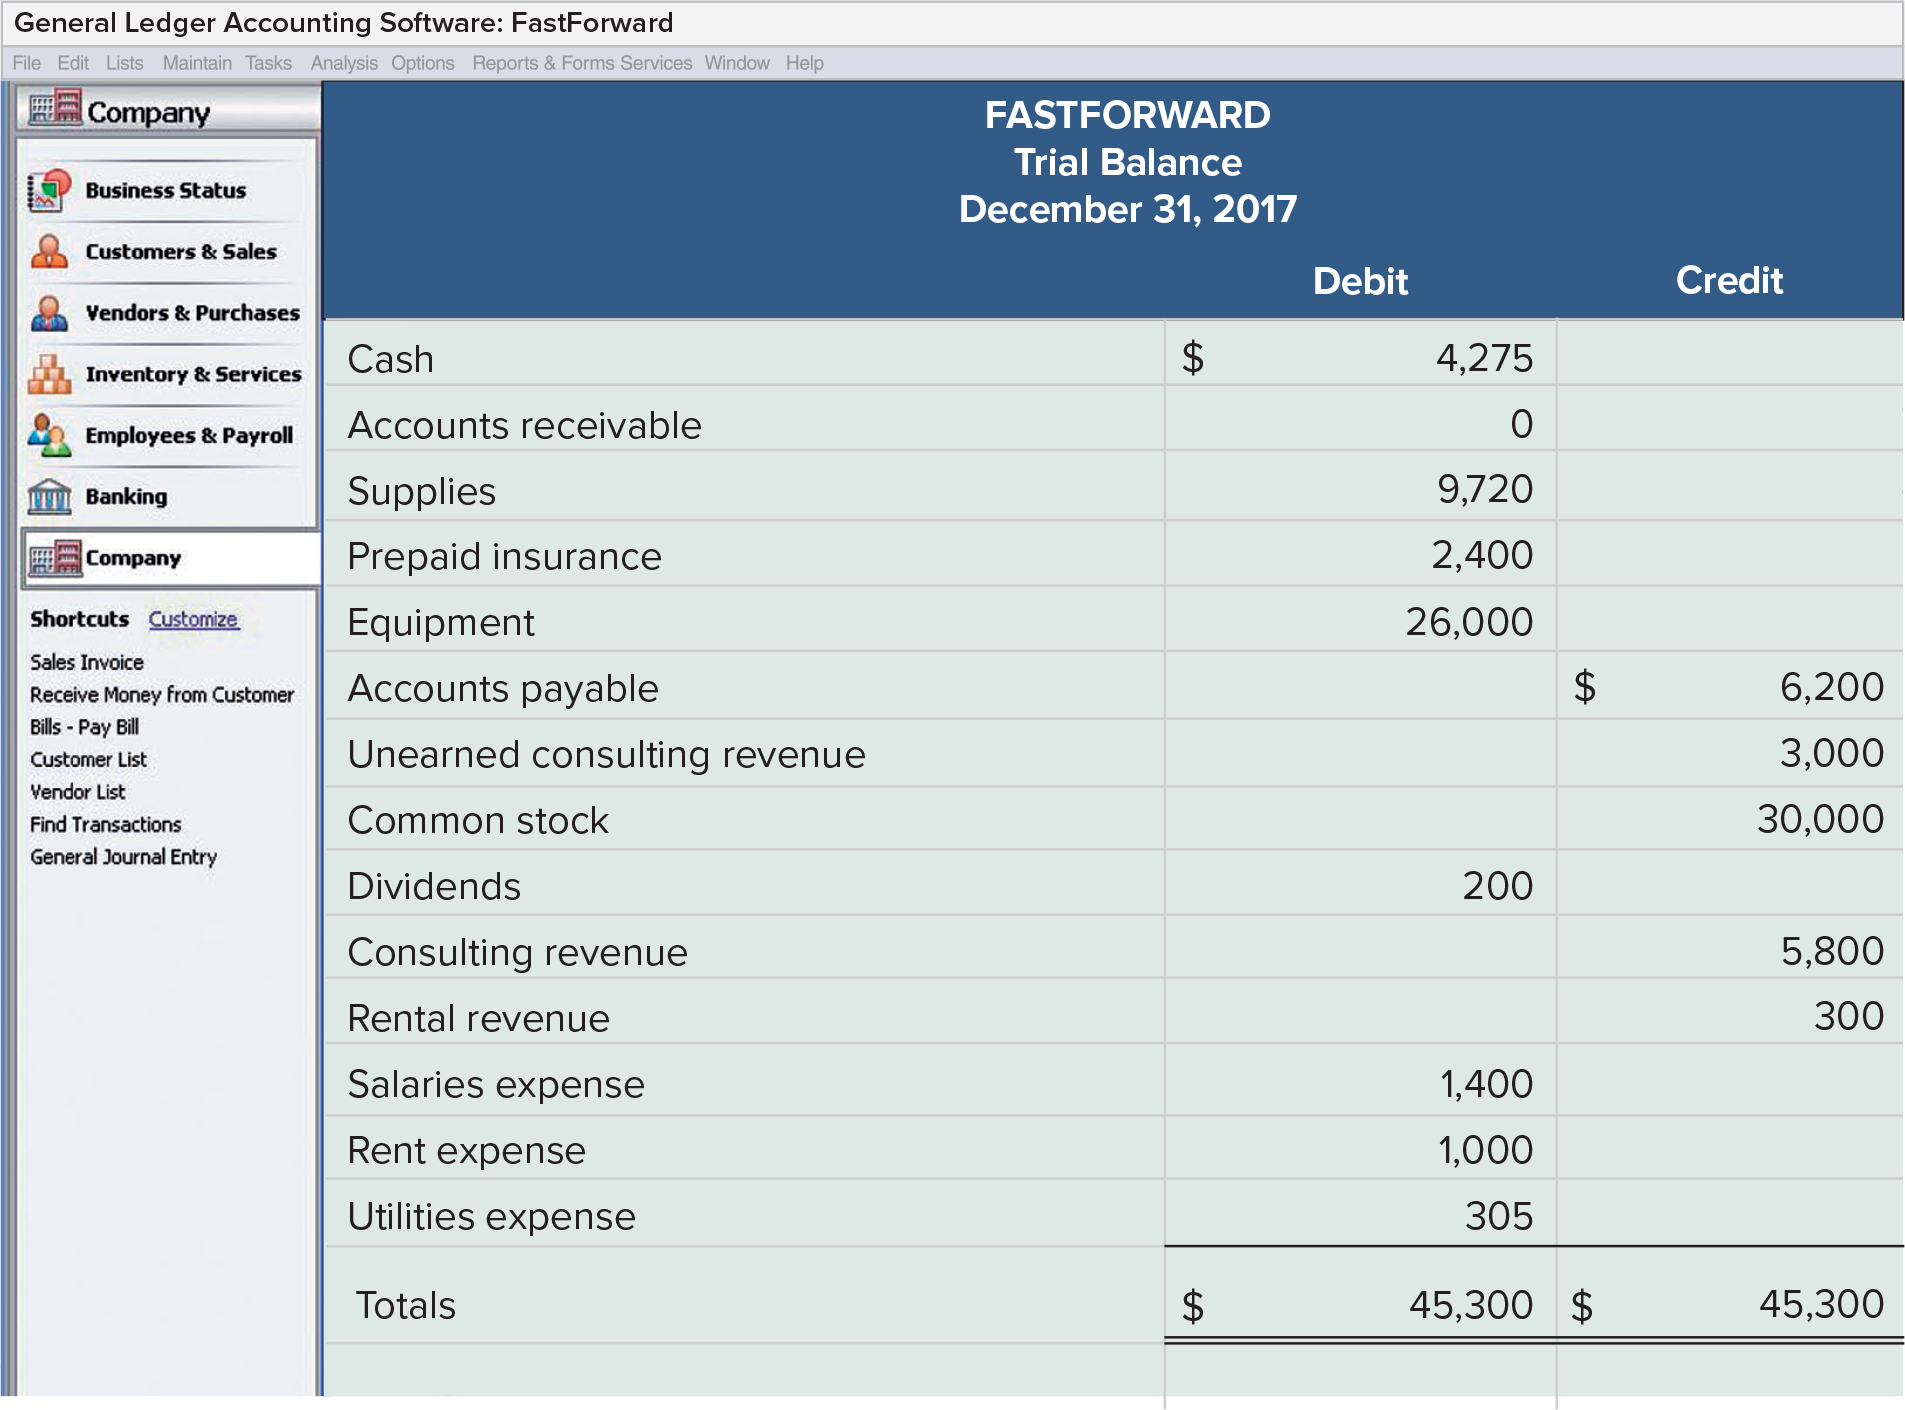 General Ledger Accounting Software: FastForward
File Edit Lists Maintain Tasks Analysis Options Reports & Forms Services Window Help
Company
Business Status
Customers & Sales
Vendors & Purchases
Inventory & Services
Employees & Payroll
Banking
Company
Shortcuts Customize
Sales Invoice
Receive Money from Customer
Bills - Pay Bill
Customer List
Vendor List
Find Transactions
General Journal Entry
FASTFORWARD
Trial Balance
December 31, 2017
Debit Credit
Cash $ 4,275
Accounts receivable 0
Supplies 9,720
Prepaid insurance 2,400
Equipment 26,000
Accounts payable $ 6,200
Unearned consulting revenue 3,000
Common stock 30,000
Dividends 200
Consulting revenue 5,800
Rental revenue 300
Salaries expense 1,400
Rent expense 1,000
Utilities expense 305
Totals $ 45,300 $ 45,300